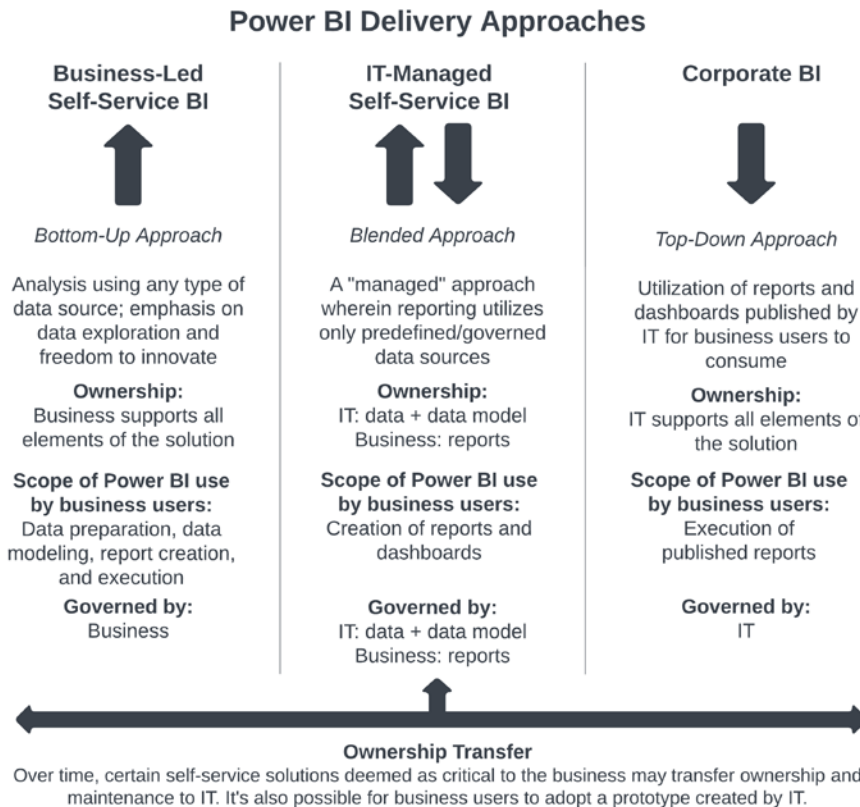 Power BI Delivery Approaches
Business-Led
Self-Service BI
Bottom-Up Approach
Analysis using any type of
data source; emphasis on
data exploration and
freedom to innovate
Ownership:
Business supports all
elements of the solution
Scope of Power BI use
by business users:
Data preparation, data
modeling, report creation,
and execution
Governed by:
Business
IT-Managed
Self-Service BI
Blended Approach
A "managed" approach
wherein reporting utilizes
only predefined/governed
data sources
Ownership:
IT: data + data model
Business: reports
Scope of Power BI use
by business users:
Creation of reports and
dashboards
Governed by:
IT: data + data model
Business: reports
Corporate BI
Top-Down Approach
Utilization of reports and
dashboards published by
IT for business users to
consume
Ownership:
IT supports all elements of
the solution
Scope of Power BI use
by business users:
Execution of
published reports
Governed by:
IT
Ownership Transfer
Over time, certain self-service solutions deemed as critical to the business may transfer ownership and
maintenance to IT. It's also possible for business users to adopt a prototype created by IT.